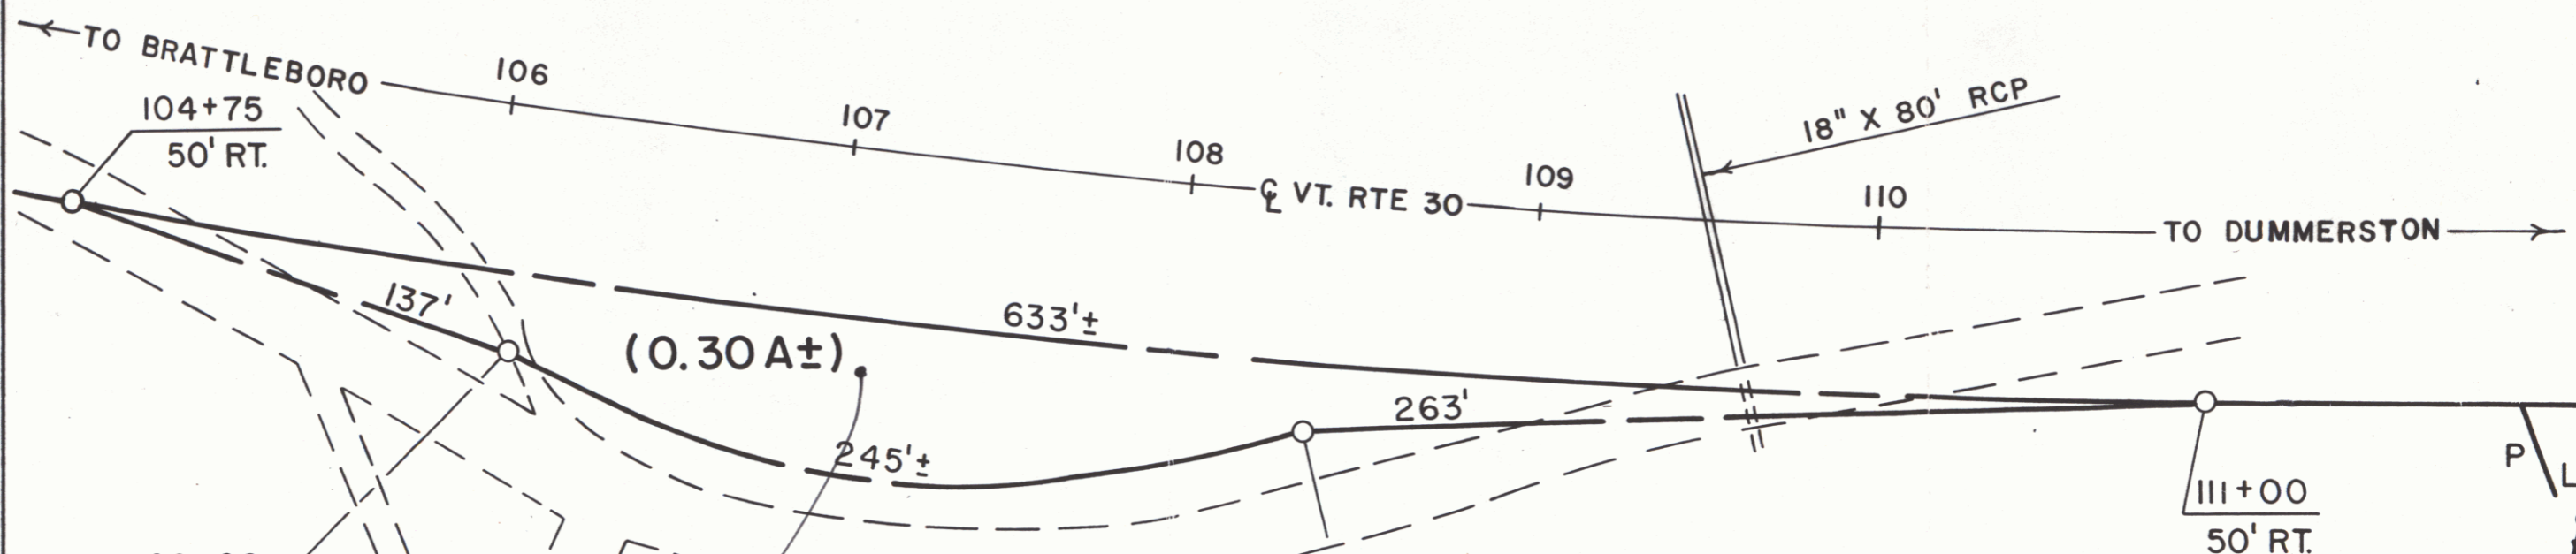 TO BRATTLEBORO
106
107
108
℄ VT. RTE 30
109
110
TO DUMMERSTON
18" X 80' RCP
104+75
50' RT.
137'
633'±
(0.30 A±)
245'±
263'
111+00
50' RT.
P
L